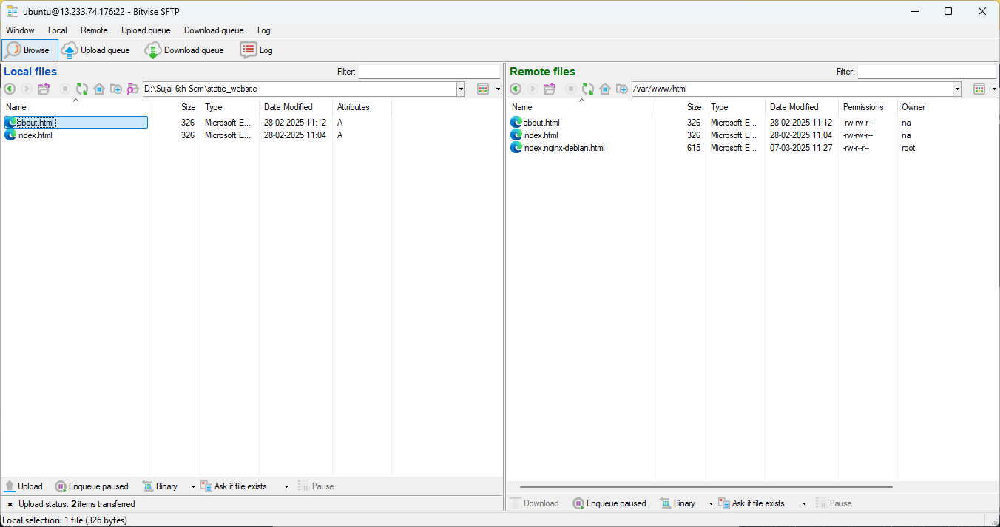 ubuntu@13.233.74.176:22 - Bitvise SFTP
Window Local Remote Upload queue Download queue Log
Browse Upload queue Download queue Log
Local files Filter:
D:\Sujal 6th Sem\static_website
Name Size Type Date Modified Attributes
about.html 326 Microsoft E... 28-02-2025 11:12 A
index.html 326 Microsoft E... 28-02-2025 11:04 A
Upload Enqueue paused Binary Ask if file exists Pause
Upload status: 2 items transferred
Local selection: 1 file (326 bytes)
Remote files Filter:
/var/www/html
Name Size Type Date Modified Permissions Owner
about.html 326 Microsoft E... 28-02-2025 11:12 -rw-rw-r-- na
index.html 326 Microsoft E... 28-02-2025 11:04 -rw-rw-r-- na
index.nginx-debian.html 615 Microsoft E... 07-03-2025 11:27 -rw-r--r-- root
Download Enqueue paused Binary Ask if file exists Pause